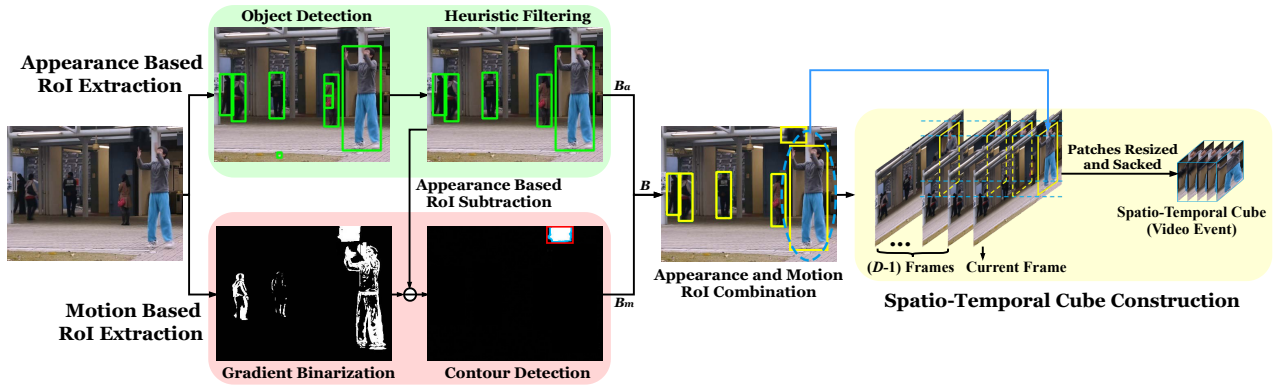 Object Detection
Heuristic Filtering
Appearance Based
RoI Extraction
Ba
Appearance Based
RoI Subtraction
B
Motion Based
RoI Extraction
Bm
Gradient Binarization
Contour Detection
Appearance and Motion
RoI Combination
Patches Resized
and Sacked
Spatio-Temporal Cube
(Video Event)
(D-1) Frames
Current Frame
Spatio-Temporal Cube Construction